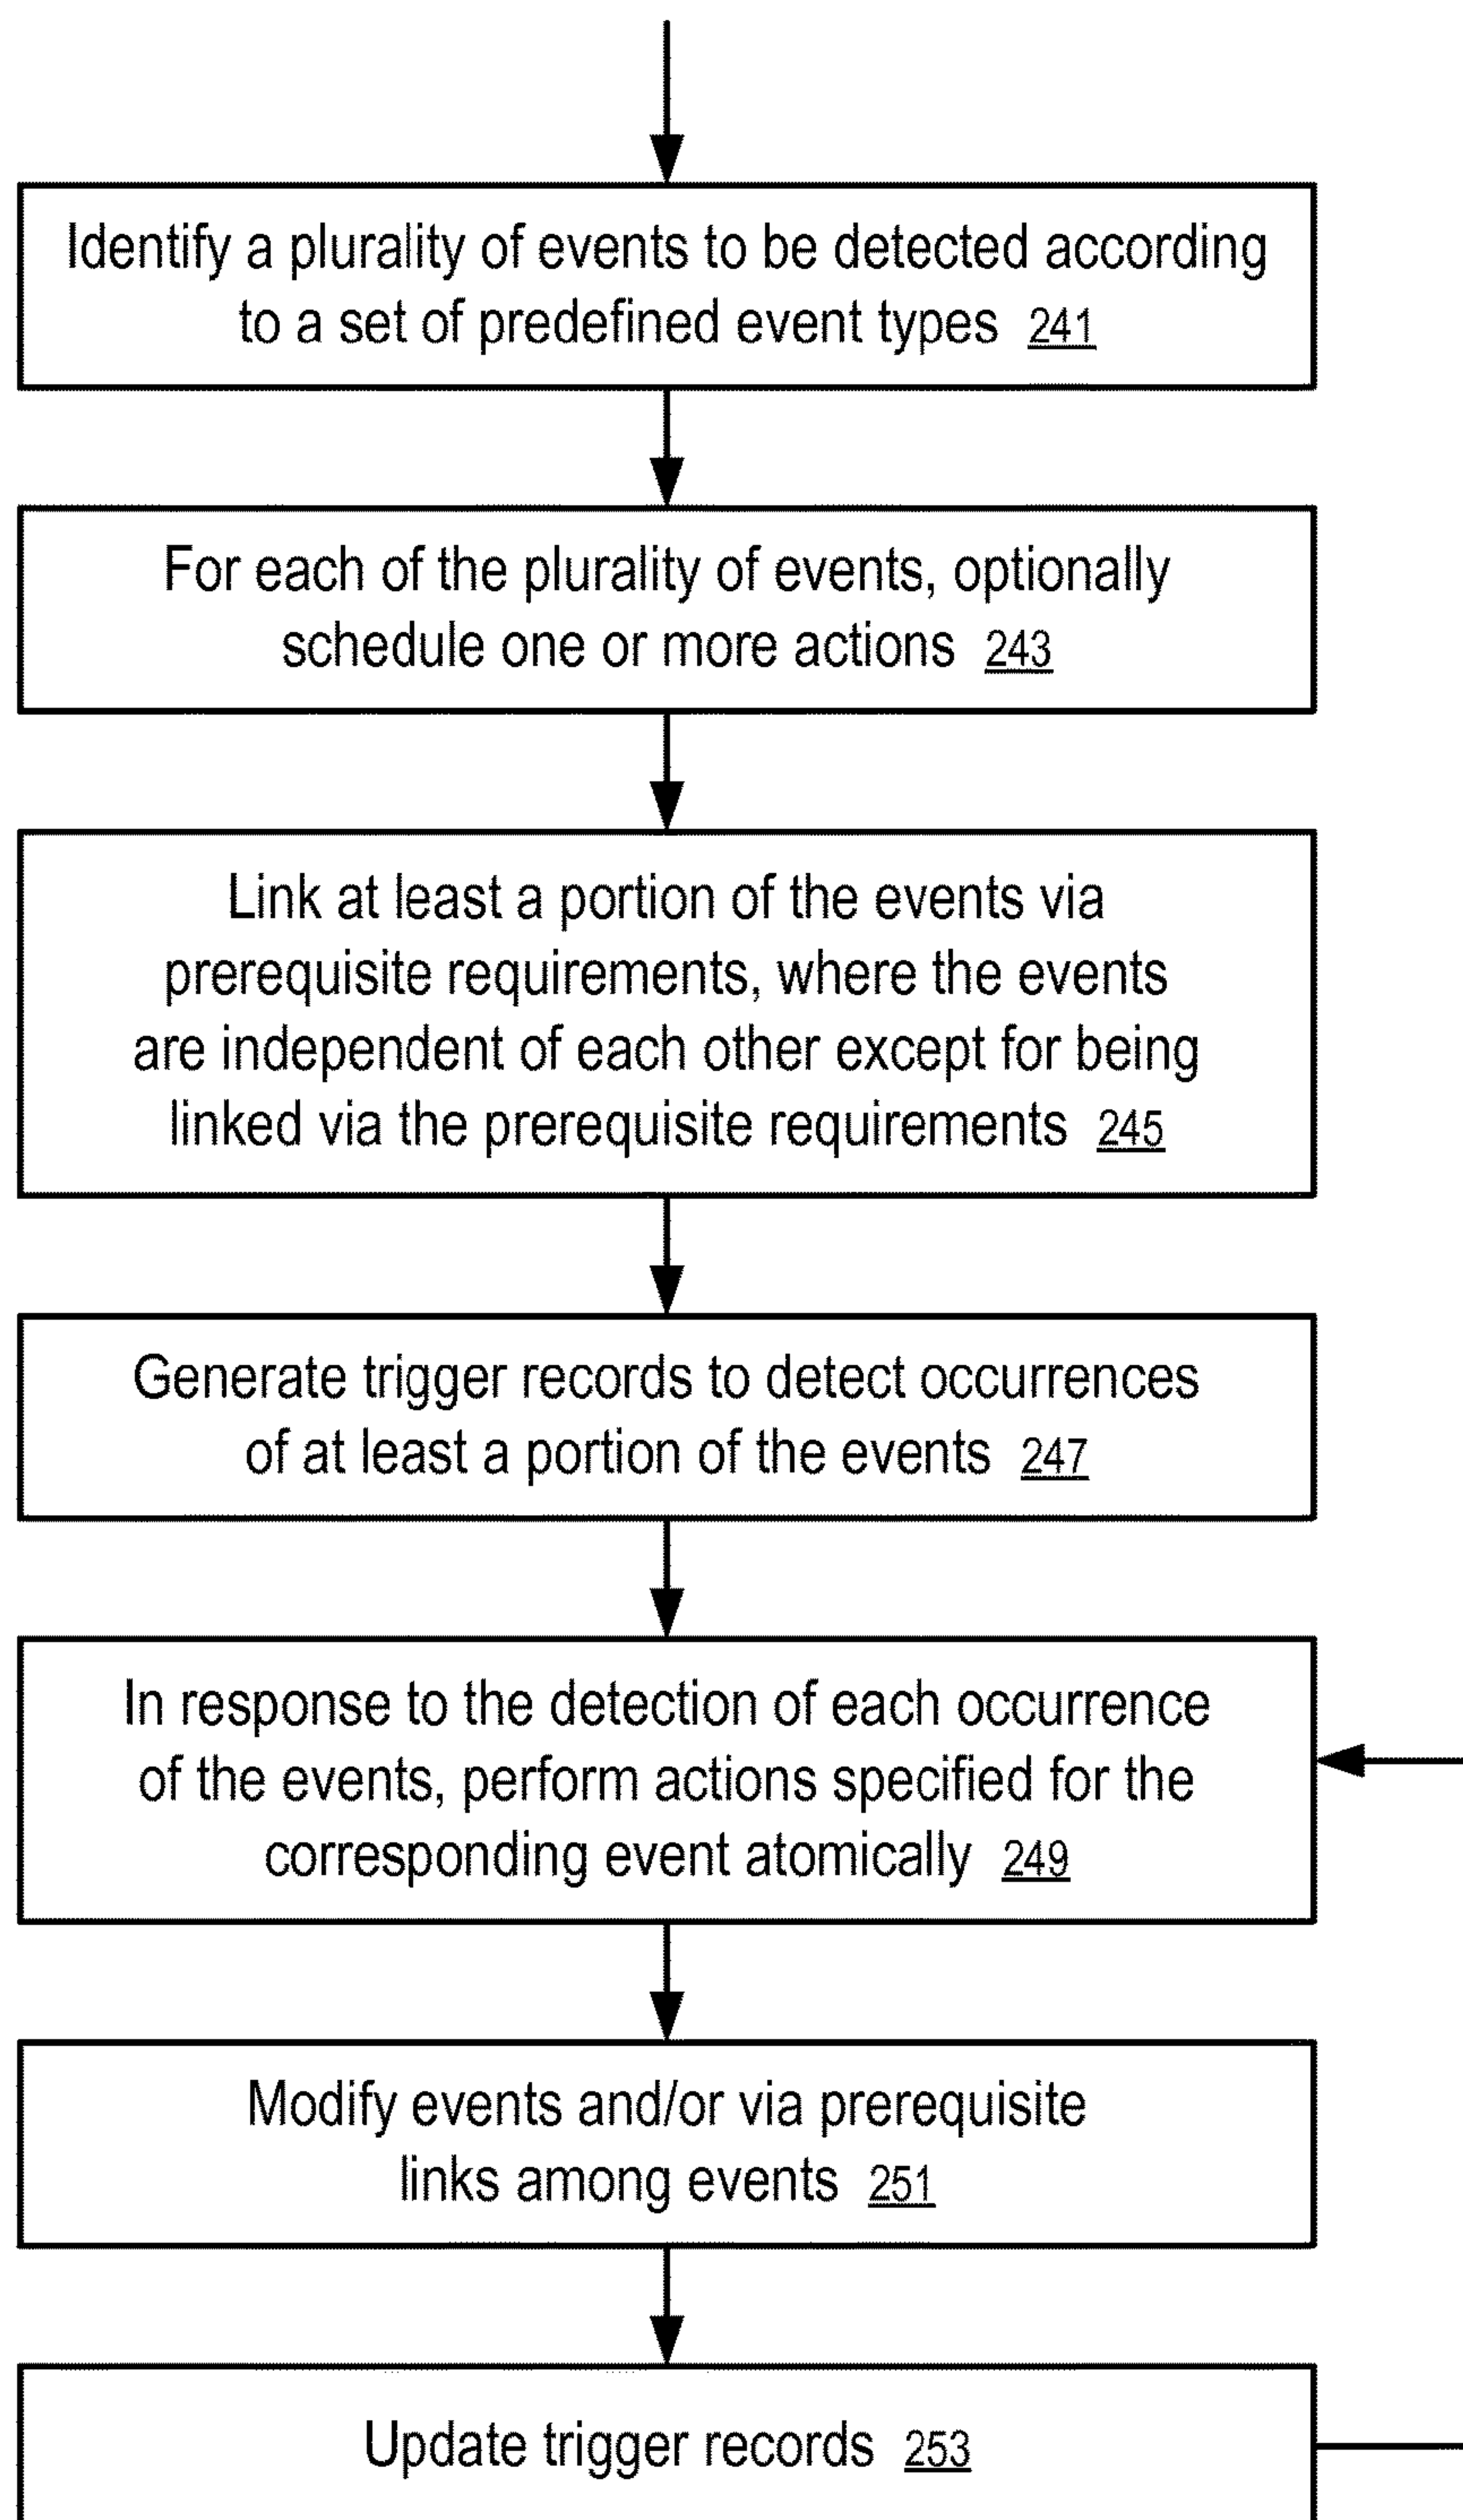 Identify a plurality of events to be detected according
to a set of predefined event types 241
For each of the plurality of events, optionally
schedule one or more actions 243
Link at least a portion of the events via
prerequisite requirements, where the events
are independent of each other except for being
linked via the prerequisite requirements 245
Generate trigger records to detect occurrences
of at least a portion of the events 247
In response to the detection of each occurrence
of the events, perform actions specified for the
corresponding event atomically 249
Modify events and/or via prerequisite
links among events 251
Update trigger records 253